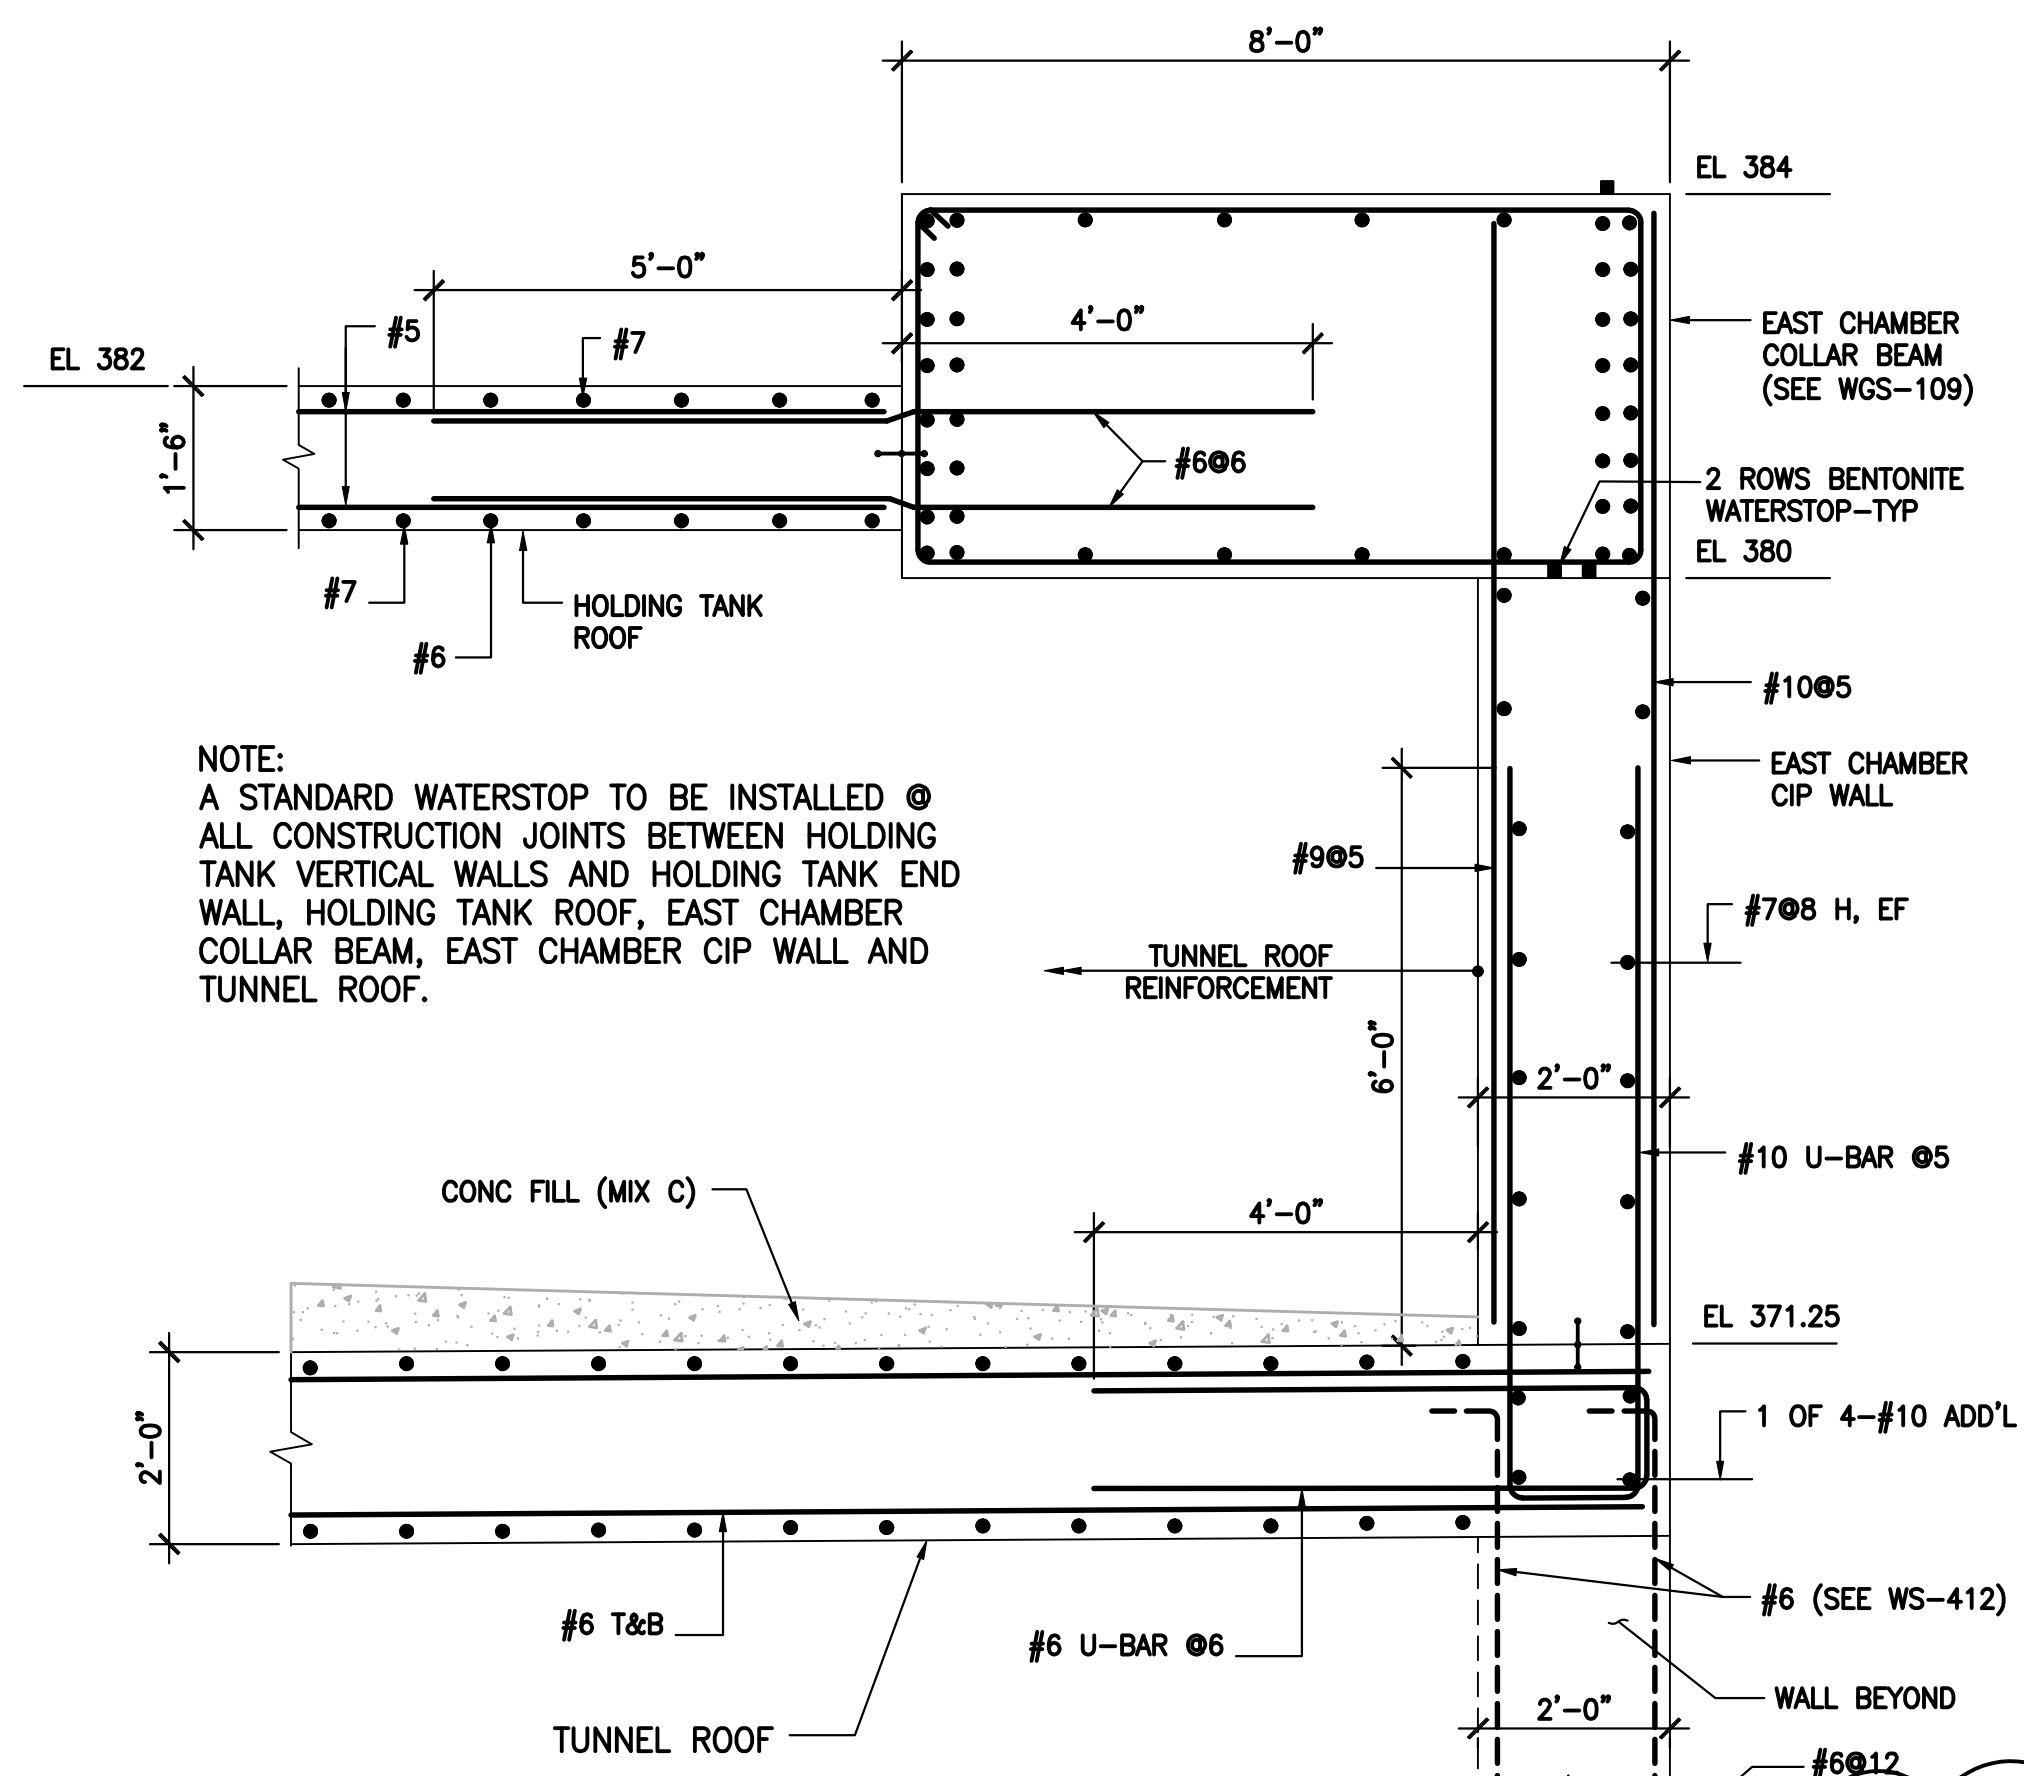 8'-0"
EL 384
5'-0"
4'-0"
#5
#7
EL 382
EAST CHAMBER
COLLAR BEAM
(SEE WGS-109)
1'-6"
#6@6
2 ROWS BENTONITE
WATERSTOP-TYP
EL 380
#7
HOLDING TANK
ROOF
#6
#10@5
NOTE:
A STANDARD WATERSTOP TO BE INSTALLED @
ALL CONSTRUCTION JOINTS BETWEEN HOLDING
TANK VERTICAL WALLS AND HOLDING TANK END
WALL, HOLDING TANK ROOF, EAST CHAMBER
COLLAR BEAM, EAST CHAMBER CIP WALL AND
TUNNEL ROOF.
EAST CHAMBER
CIP WALL
#9@5
#7@8 H, EF
TUNNEL ROOF
REINFORCEMENT
6'-0"
2'-0"
#10 U-BAR @5
CONC FILL (MIX C)
4'-0"
EL 371.25
2'-0"
1 OF 4-#10 ADD'L
#6 (SEE WS-412)
#6 T&B
#6 U-BAR @6
WALL BEYOND
2'-0"
TUNNEL ROOF
#6@12